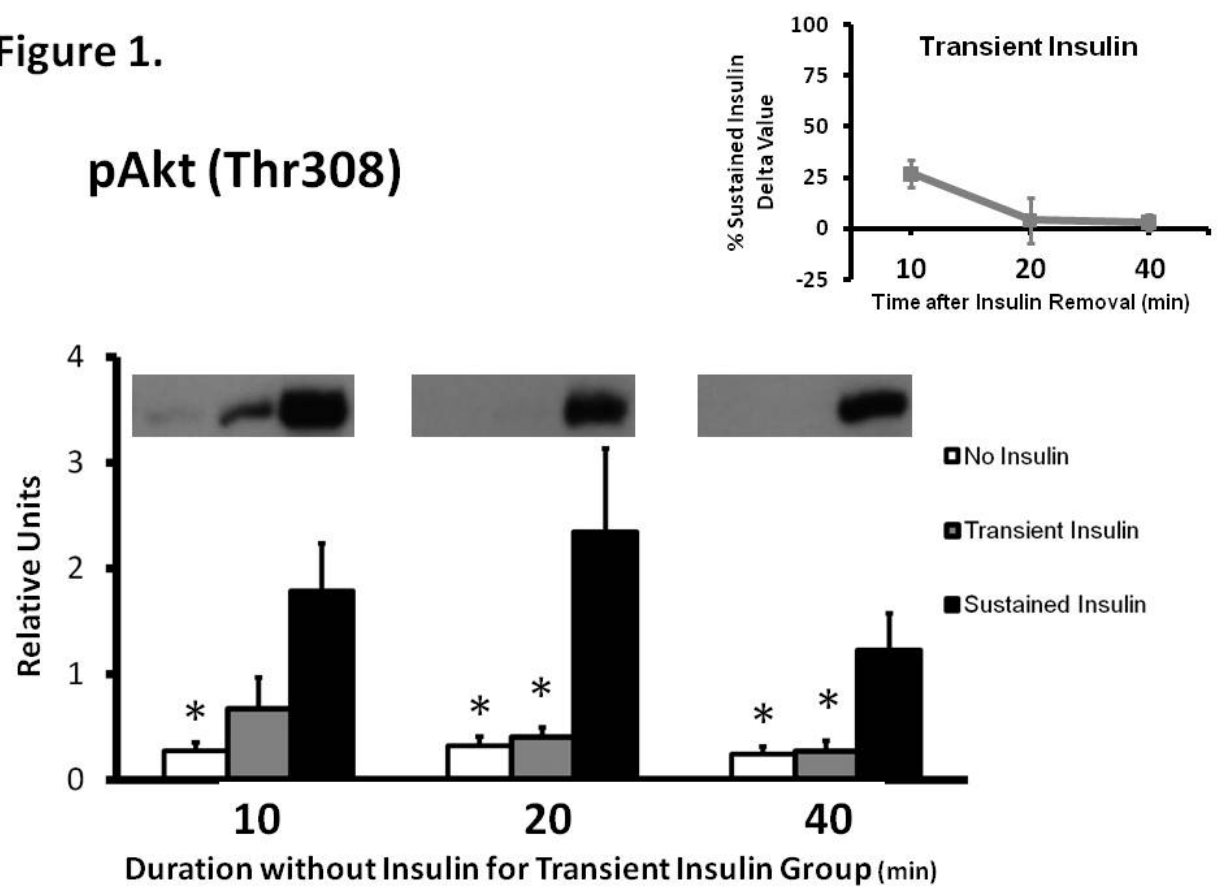 Figure 1.
pAkt (Thr308)
100
75
50
25
0
-25
% Sustained Insulin
Delta Value
Transient Insulin
10 20 40
Time after Insulin Removal (min)
4
3
2
1
0
Relative Units
* * * * *
No Insulin
Transient Insulin
Sustained Insulin
10 20 40
Duration without Insulin for Transient Insulin Group (min)